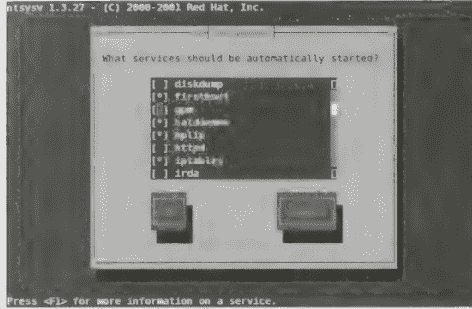 ntsysv 1.3.27 - (C) 2000-2001 Red Hat, Inc.
What services should be automatically started?
[ ] diskdump
[*] firstboot
gpm
[*] haldaemon
[*] hplip
[ ] httpd
[*] iptables
[ ] irda
Press <F1> for more information on a service.